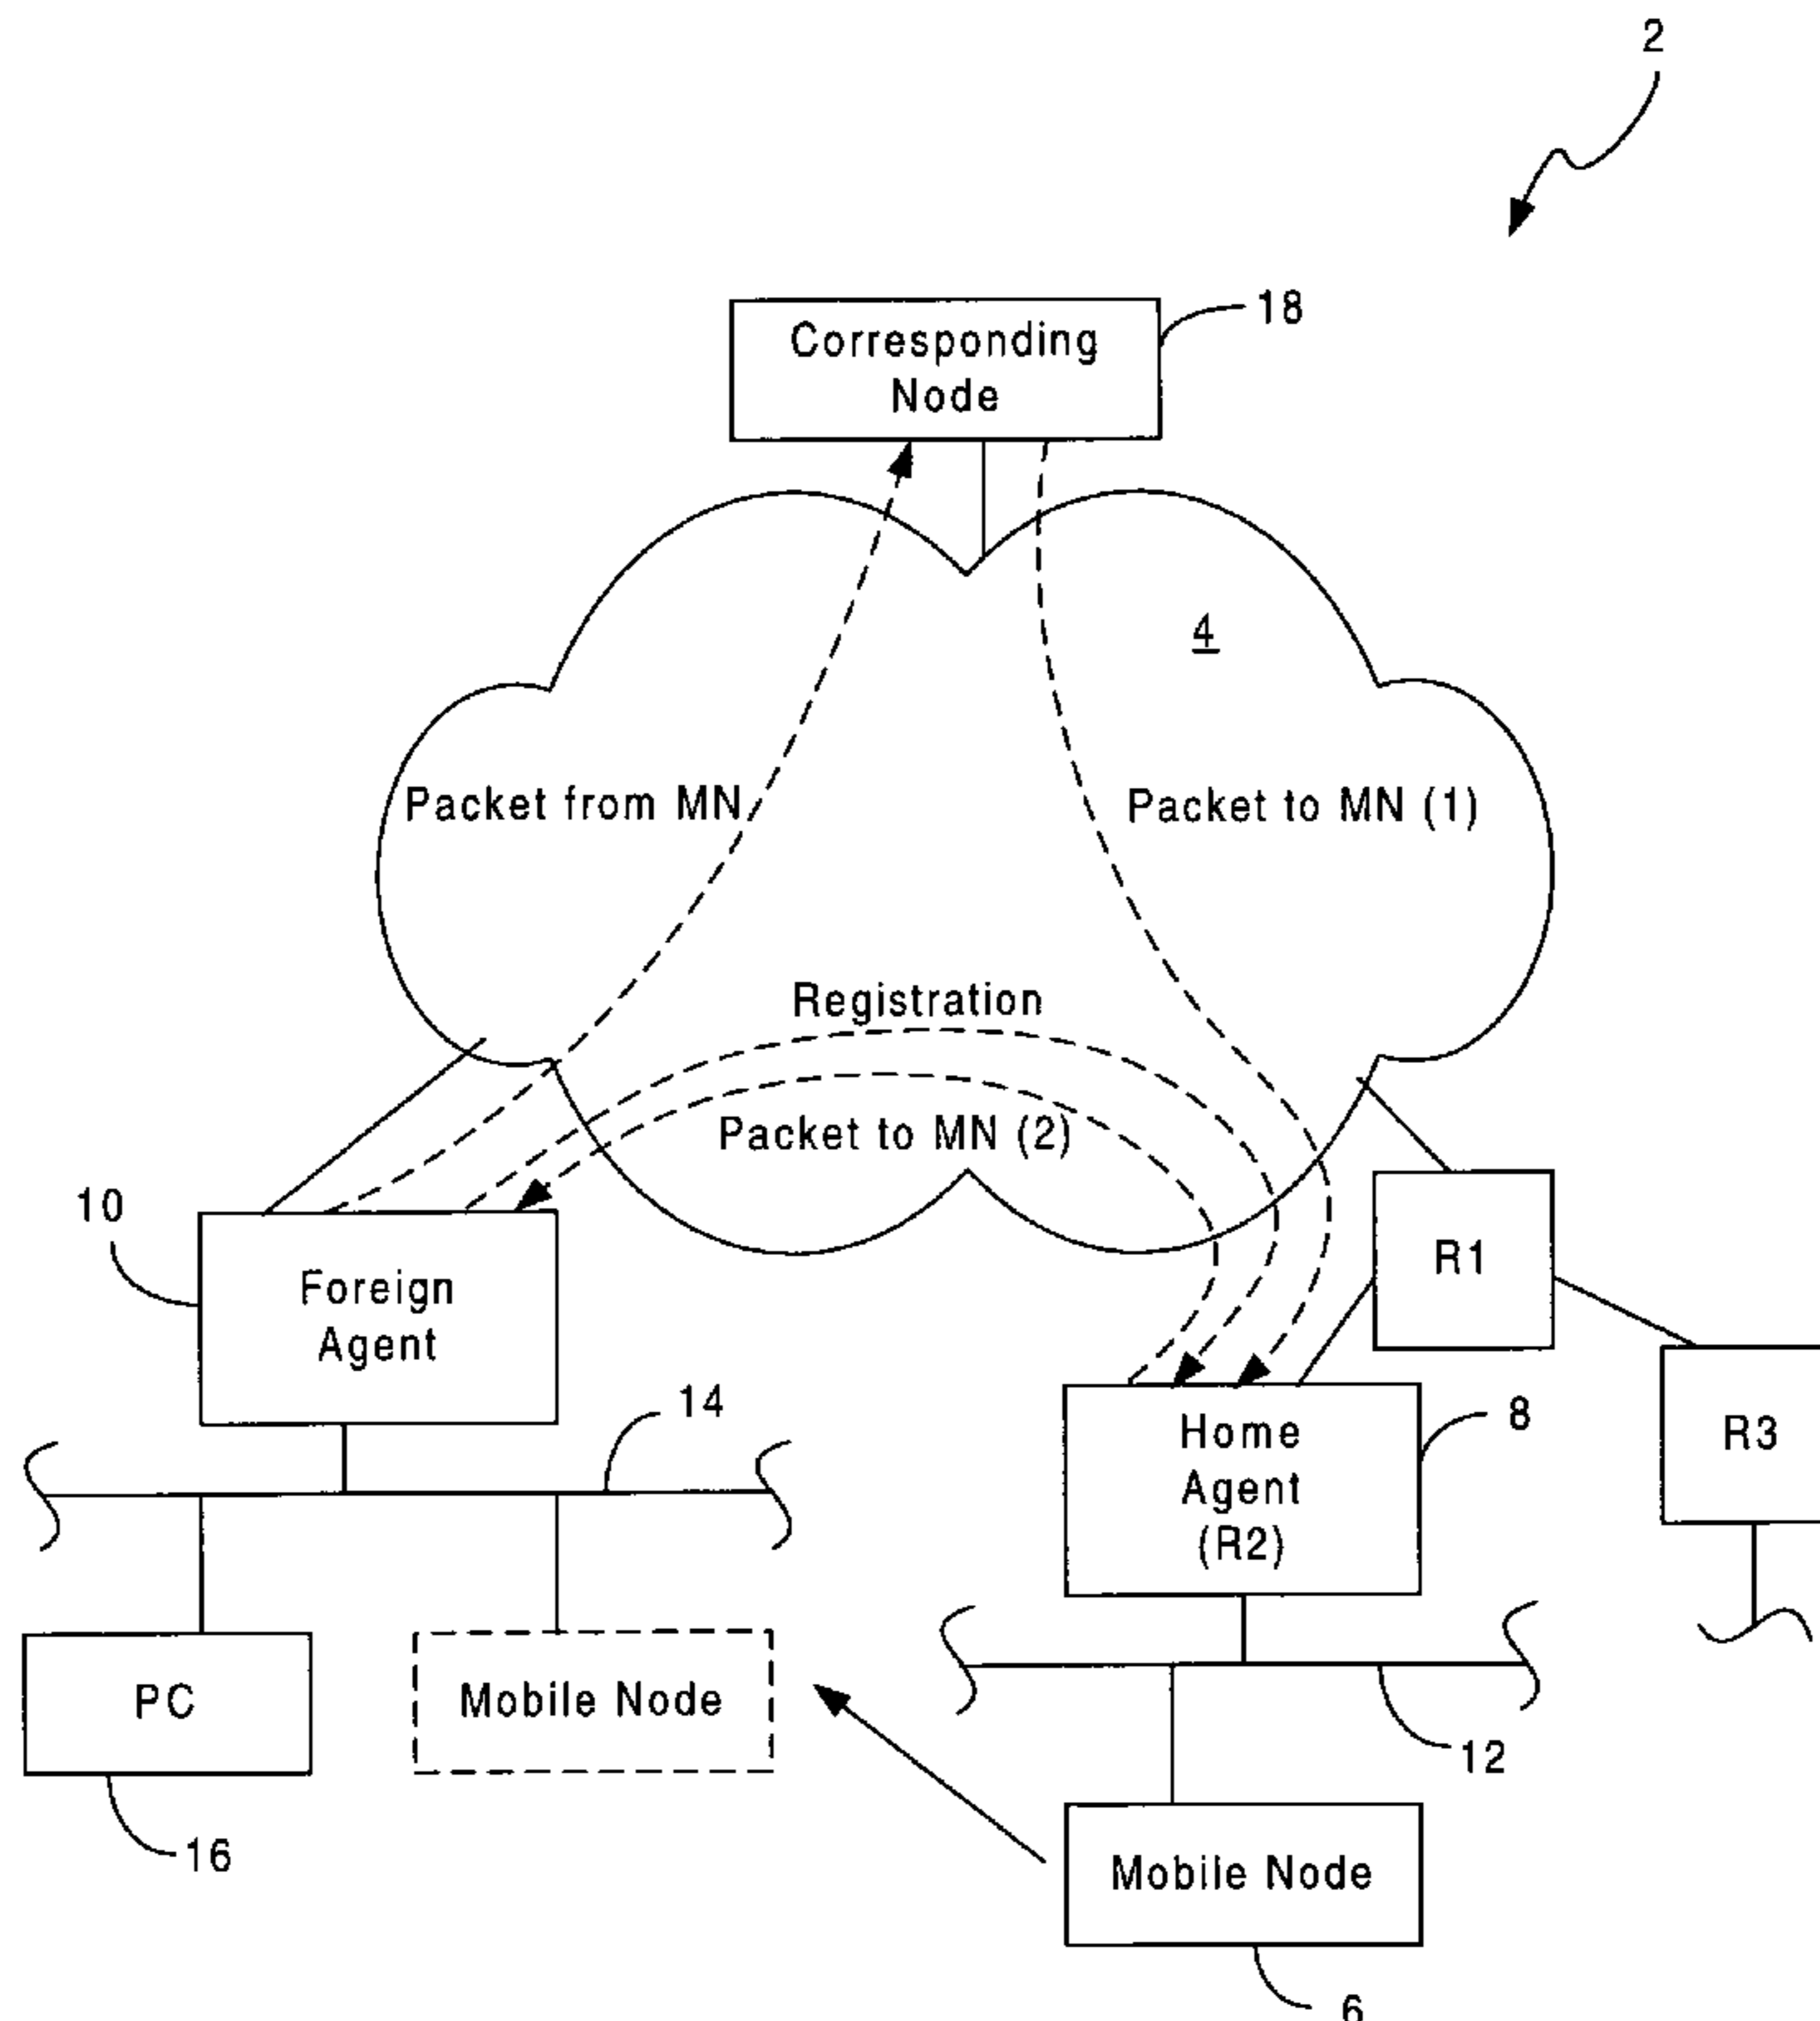 2
18
Corresponding
Node
4
Packet from MN
Packet to MN (1)
Registration
Packet to MN (2)
10
Foreign
Agent
R1
14
8
Home
Agent
(R2)
R3
PC
Mobile Node
12
16
Mobile Node
6